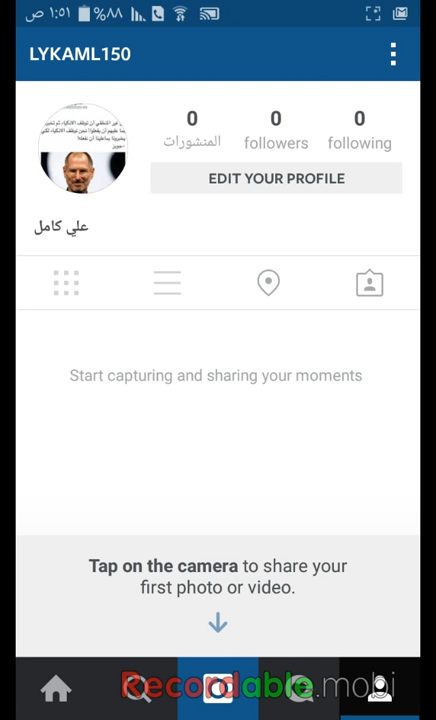 ١:٥١ ص ٨٨%
LYKAML150
0 0 0
المنشورات followers following
EDIT YOUR PROFILE
علي كامل
Start capturing and sharing your moments
Tap on the camera to share your
first photo or video.
Recordable.mobi